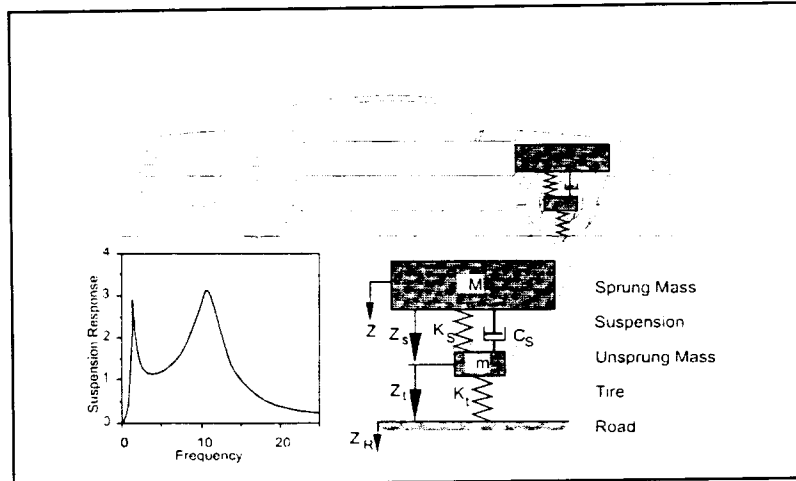 4
3
2
1
0
0
10
20
Suspension Response
Frequency
M
Z
Z s
K S
C S
m
Z t
K t
Z R
Sprung Mass
Suspension
Unsprung Mass
Tire
Road